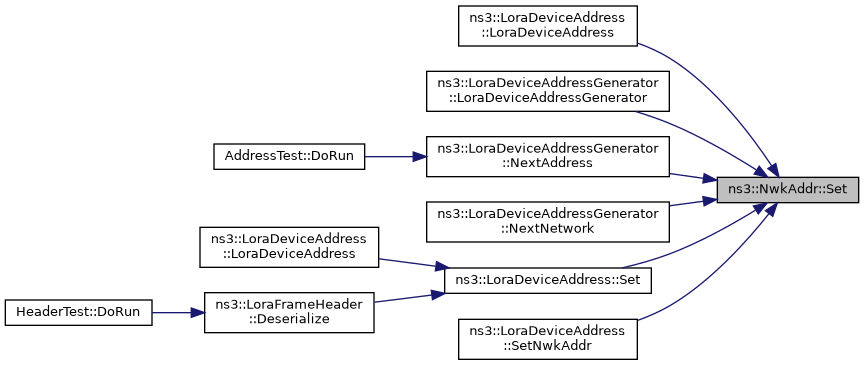 ns3::LoraDeviceAddress
::LoraDeviceAddress
ns3::LoraDeviceAddressGenerator
::LoraDeviceAddressGenerator
AddressTest::DoRun
ns3::LoraDeviceAddressGenerator
::NextAddress
ns3::NwkAddr::Set
ns3::LoraDeviceAddressGenerator
::NextNetwork
ns3::LoraDeviceAddress
::LoraDeviceAddress
ns3::LoraDeviceAddress::Set
HeaderTest::DoRun
ns3::LoraFrameHeader
::Deserialize
ns3::LoraDeviceAddress
::SetNwkAddr